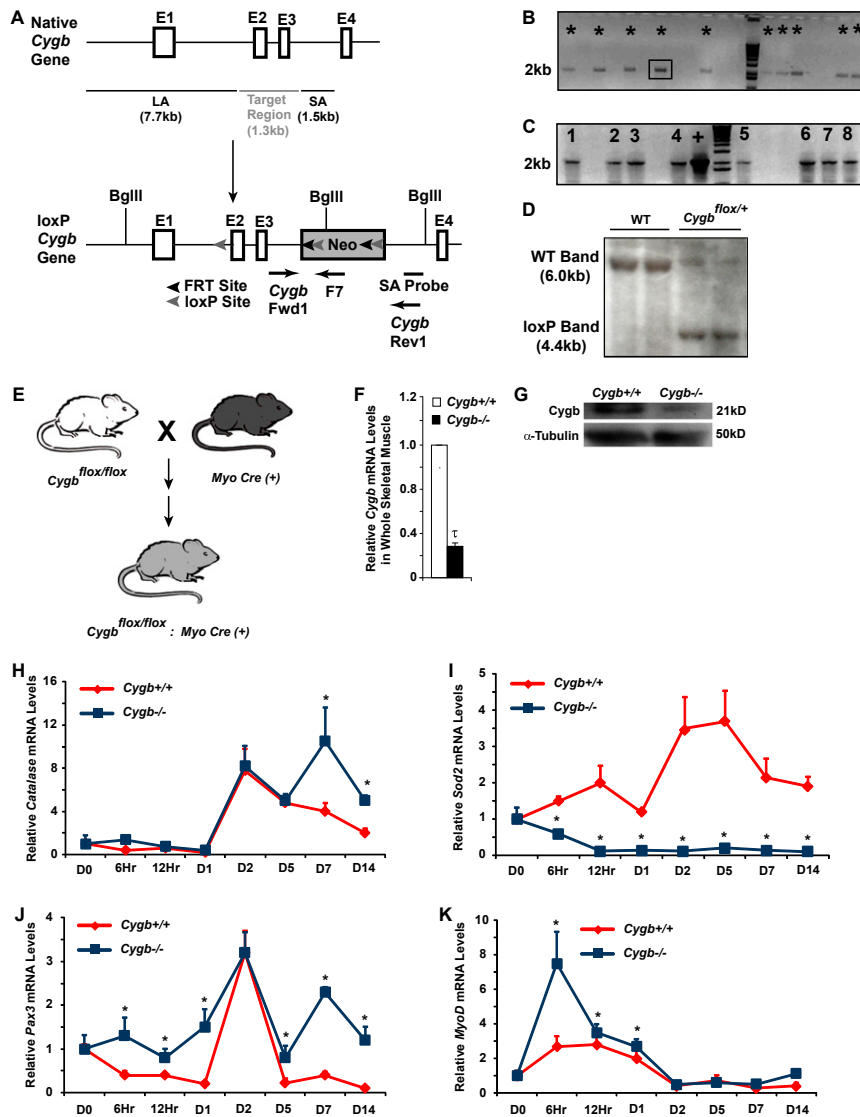 A
Native
Cygb
Gene
E1
E2
E3
E4
LA
(7.7kb)
Target
Region
(1.3kb)
SA
(1.5kb)
loxP
Cygb
Gene
BglII
BglII
BglII
E1
E2
E3
Neo
E4
FRT Site
loxP Site
Cygb
Fwd1
F7
SA Probe
Cygb
Rev1
B
* * * * * * * * * *
2kb
C
1 2 3 4 + 5 6 7 8
2kb
D
WT
Cygb flox/+
WT Band
(6.0kb)
loxP Band
(4.4kb)
E
X
Cygb flox/flox
Myo Cre (+)
Cygb flox/flox : Myo Cre (+)
F
Cygb+/+
Cygb-/-
Relative Cygb mRNA Levels
in Whole Skeletal Muscle
1.2
1.0
0.8
0.4
0
τ
G
Cygb+/+ Cygb-/-
Cygb 21kD
α-Tubulin 50kD
H
Cygb+/+
Cygb-/-
Relative Catalase mRNA Levels
16
12
8
4
0
*
*
D0 6Hr 12Hr D1 D2 D5 D7 D14
I
Cygb+/+
Cygb-/-
Relative Sod2 mRNA Levels
5
4
3
2
1
0
* * * * * * *
D0 6Hr 12Hr D1 D2 D5 D7 D14
J
Cygb+/+
Cygb-/-
Relative Pax3 mRNA Levels
4
3
2
1
0
* * * * * *
D0 6Hr 12Hr D1 D2 D5 D7 D14
K
Cygb+/+
Cygb-/-
Relative MyoD mRNA Levels
10
8
6
4
2
0
* * *
D0 6Hr 12Hr D1 D2 D5 D7 D14